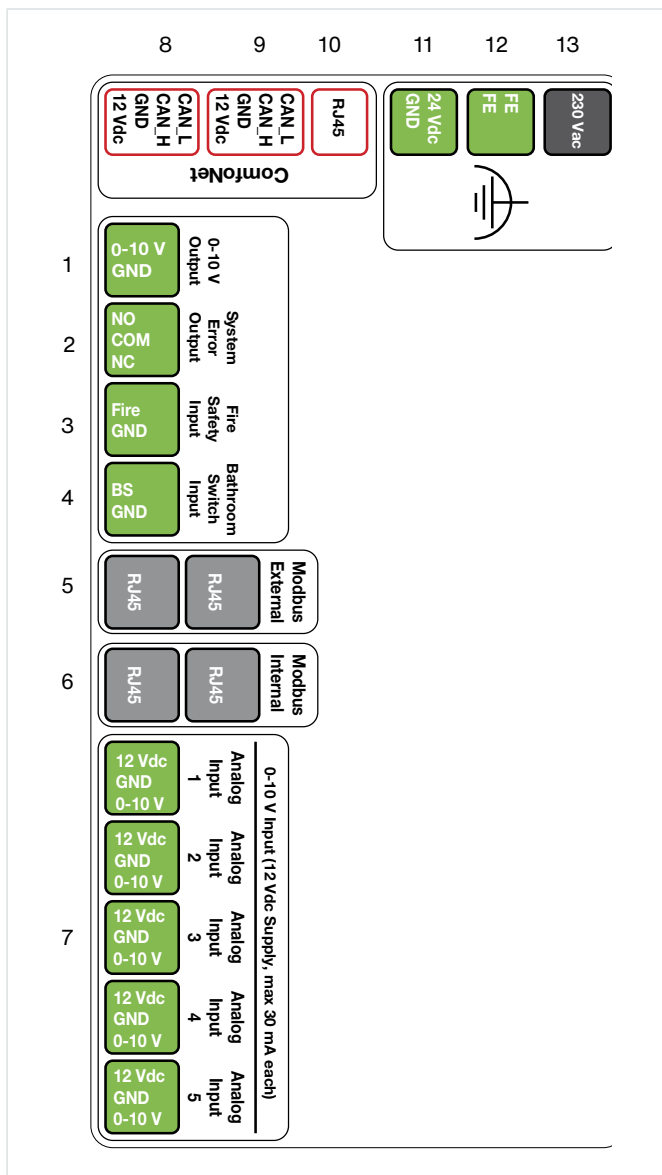 8
9
10
11
12
13
CAN_L
CAN_H
GND
12 Vdc
CAN_L
CAN_H
GND
12 Vdc
RJ45
24 Vdc
GND
FE
FE
230 Vac
ComfoNet
1
0-10 V
GND
0-10 V
Output
2
NO
COM
NC
System
Error
Output
3
Fire
GND
Fire
Safety
Input
4
BS
GND
Bathroom
Switch
Input
5
RJ45
RJ45
Modbus
External
6
RJ45
RJ45
Modbus
Internal
7
12 Vdc
GND
0-10 V
Analog
Input
1
12 Vdc
GND
0-10 V
Analog
Input
2
12 Vdc
GND
0-10 V
Analog
Input
3
12 Vdc
GND
0-10 V
Analog
Input
4
12 Vdc
GND
0-10 V
Analog
Input
5
0-10 V Input (12 Vdc Supply, max 30 mA each)